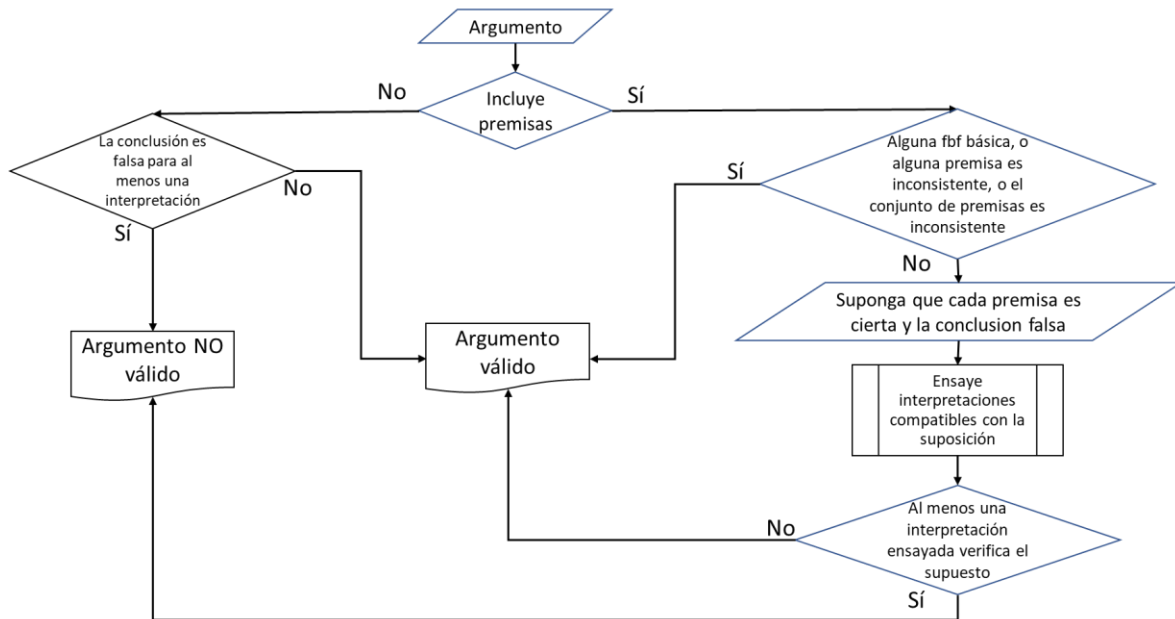 Argumento
No
Incluye
premisas
Sí
La conclusión es
falsa para al
menos una
interpretación
No
Sí
Alguna fbf básica, o
alguna premisa es
inconsistente, o el
conjunto de premisas es
inconsistente
Sí
No
Suponga que cada premisa es
cierta y la conclusion falsa
Argumento NO
válido
Argumento
válido
Ensaye
interpretaciones
compatibles con la
suposición
Al menos una
interpretación
ensayada verifica el
supuesto
No
Sí